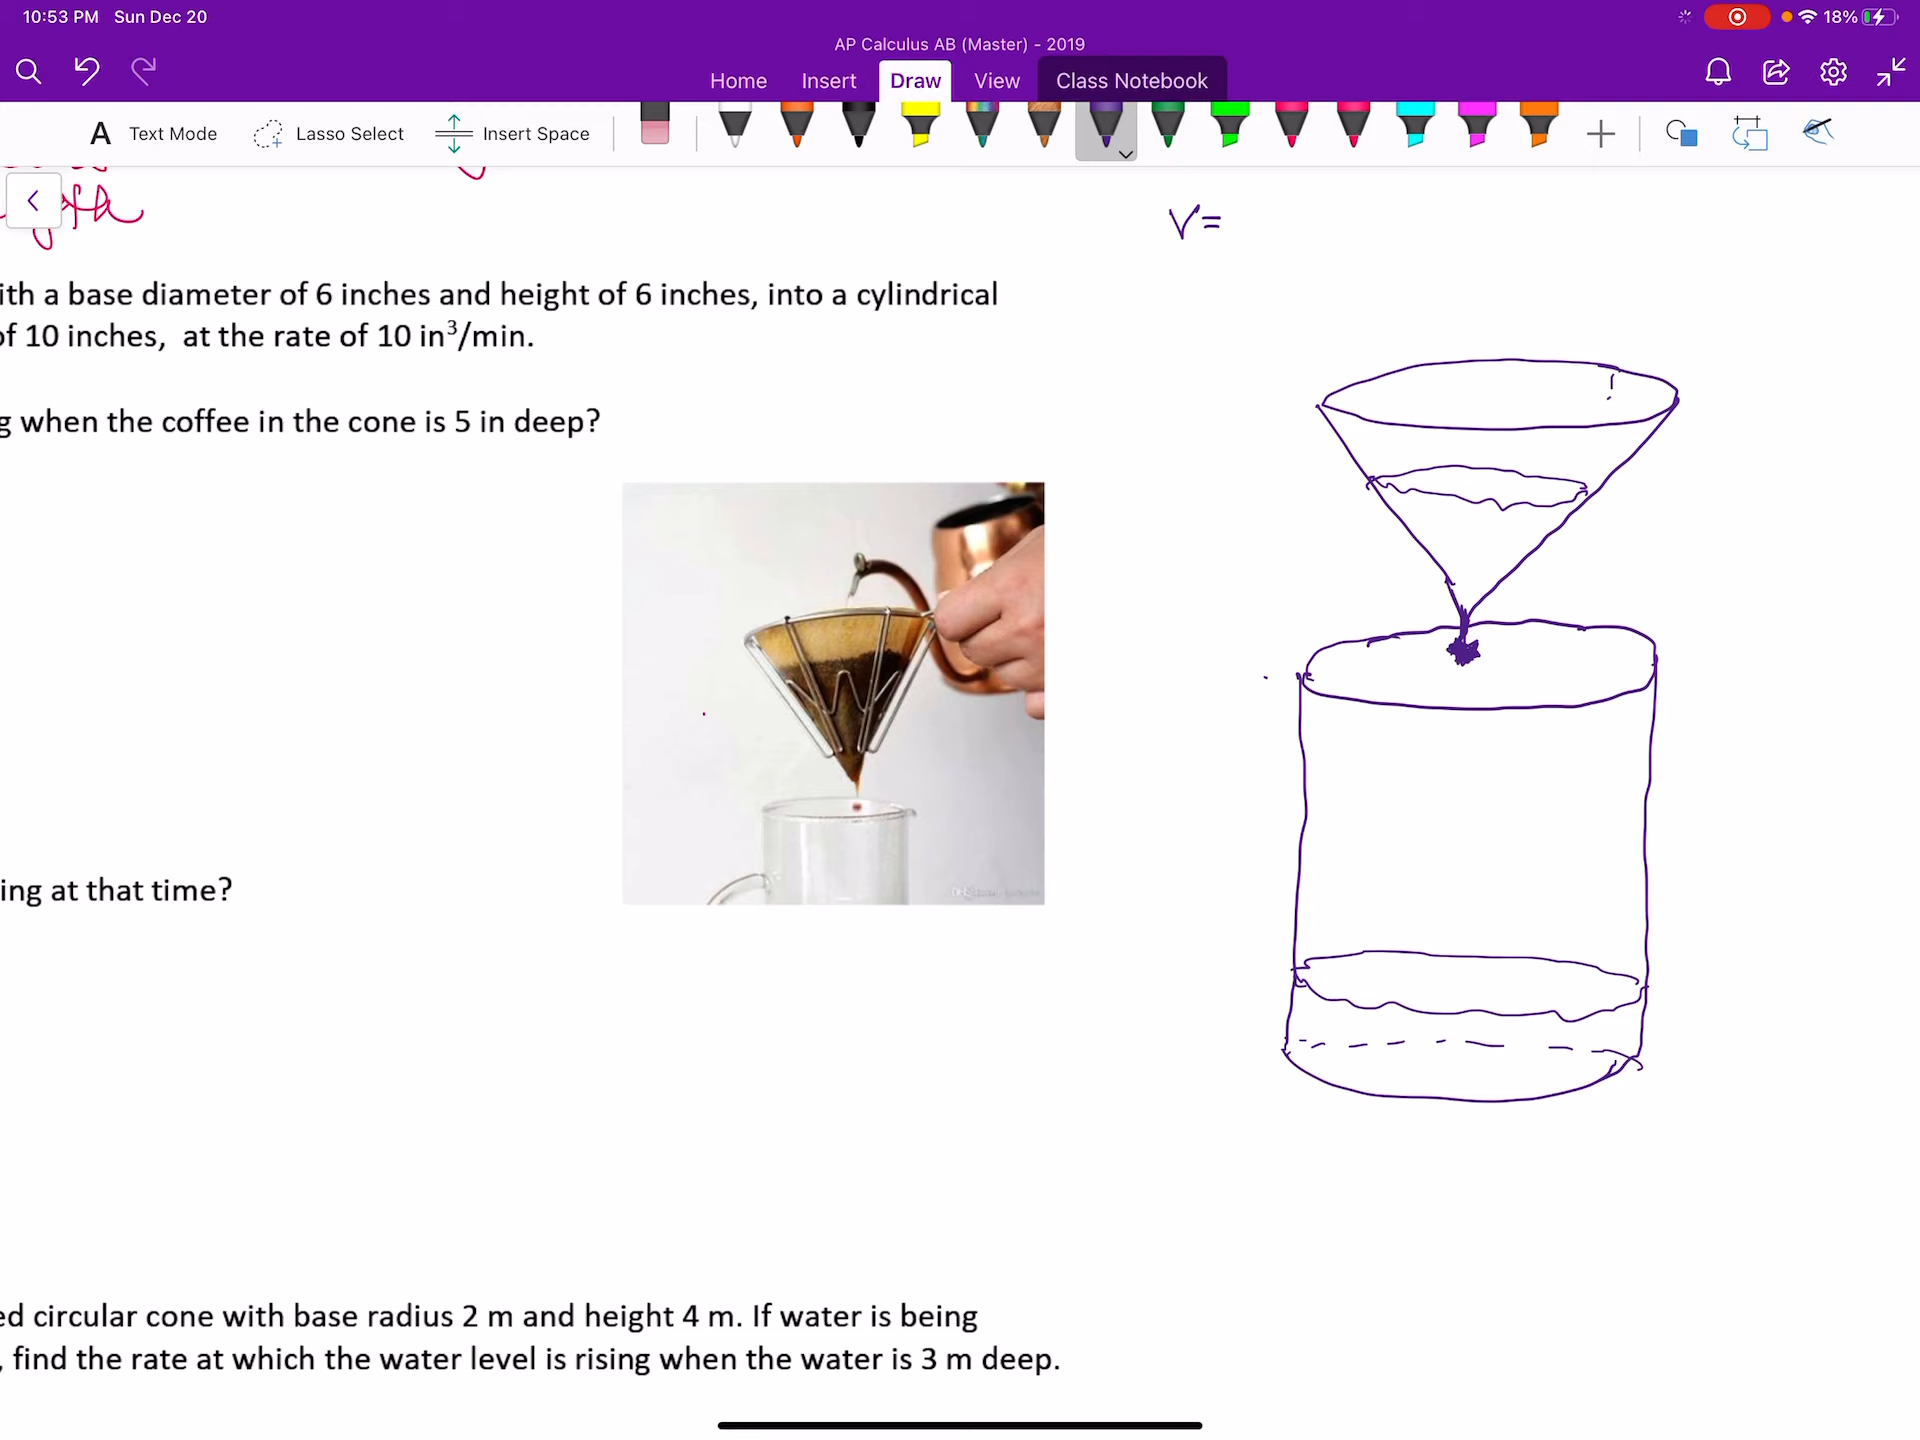 10:53 PM Sun Dec 20
18%
AP Calculus AB (Master) - 2019
Home Insert Draw View Class Notebook
A Text Mode Lasso Select Insert Space
V=
ith a base diameter of 6 inches and height of 6 inches, into a cylindrical
of 10 inches, at the rate of 10 in³/min.
g when the coffee in the cone is 5 in deep?
ing at that time?
ed circular cone with base radius 2 m and height 4 m. If water is being
, find the rate at which the water level is rising when the water is 3 m deep.